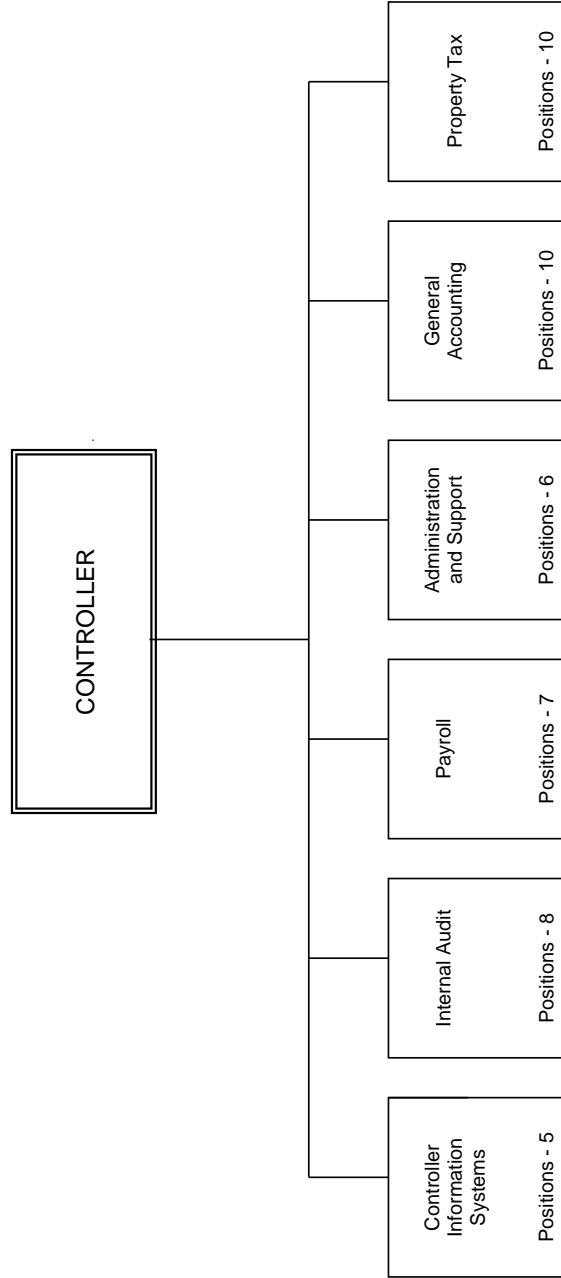 CONTROLLER
Controller
Information
Systems
Positions - 5
Internal Audit
Positions - 8
Payroll
Positions - 7
Administration
and Support
Positions - 6
General
Accounting
Positions - 10
Property Tax
Positions - 10